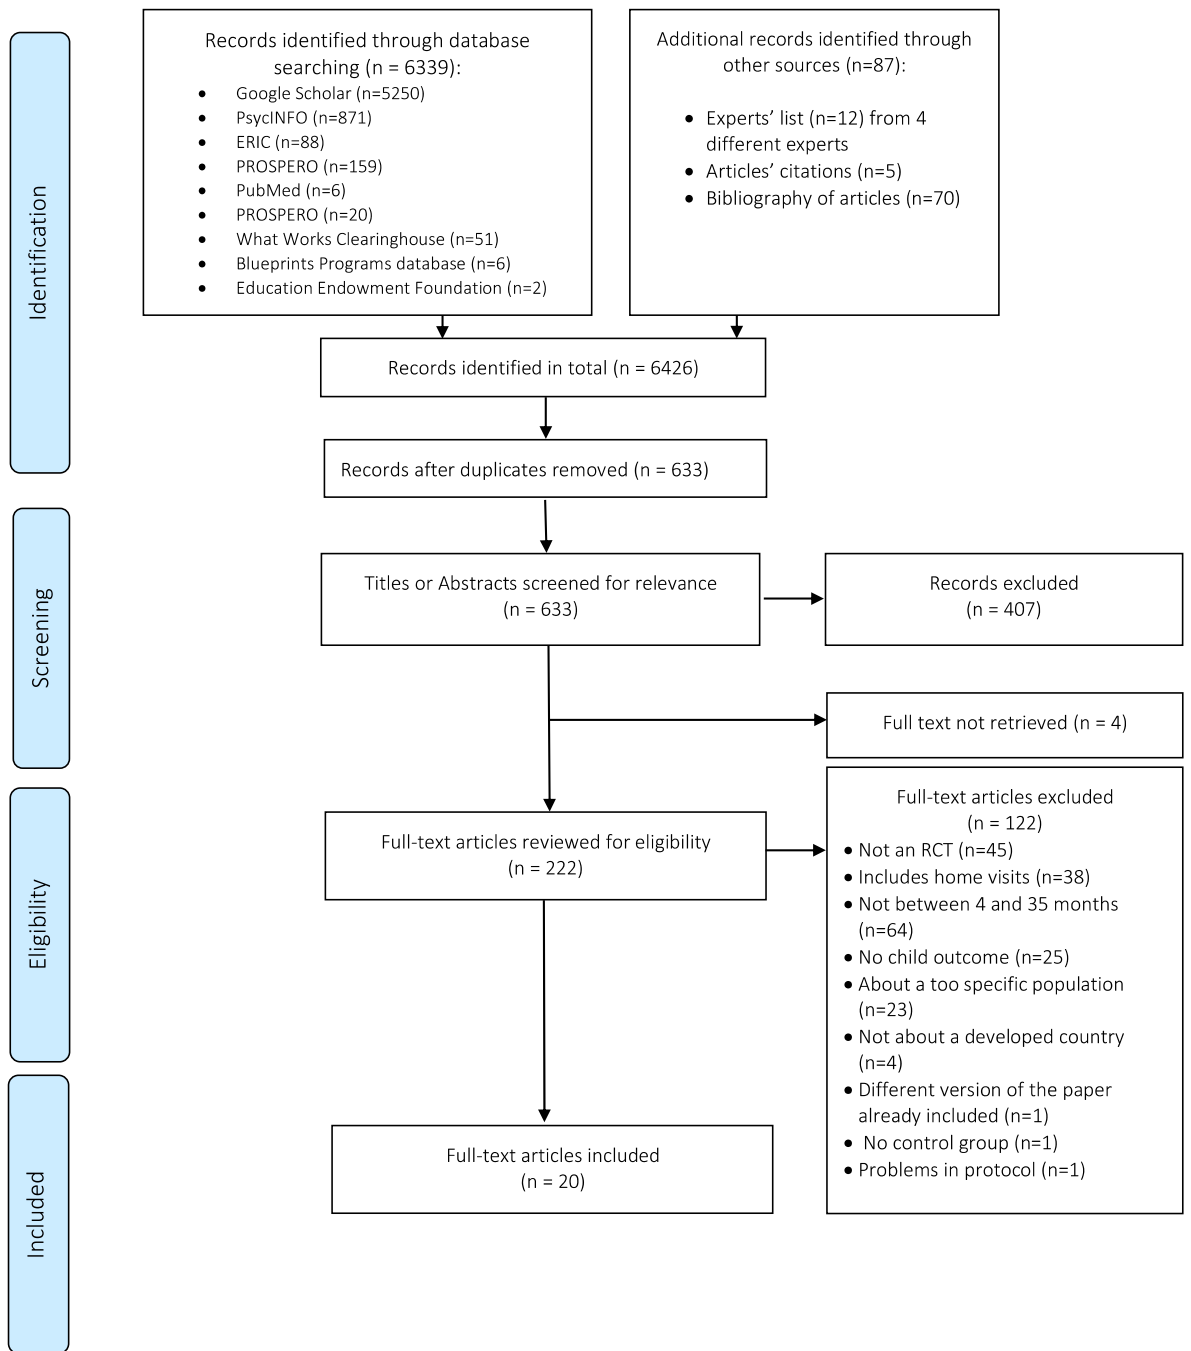 Records identified through database
searching (n = 6339):
• Google Scholar (n=5250)
• PsycINFO (n=871)
• ERIC (n=88)
• PROSPERO (n=159)
• PubMed (n=6)
• PROSPERO (n=20)
• What Works Clearinghouse (n=51)
• Blueprints Programs database (n=6)
• Education Endowment Foundation (n=2)
Additional records identified through
other sources (n=87):
• Experts’ list (n=12) from 4
different experts
• Articles’ citations (n=5)
• Bibliography of articles (n=70)
Identification
Records identified in total (n = 6426)
Records after duplicates removed (n = 633)
Screening
Titles or Abstracts screened for relevance
(n = 633)
Records excluded
(n = 407)
Full text not retrieved (n = 4)
Eligibility
Full-text articles reviewed for eligibility
(n = 222)
Full-text articles excluded
(n = 122)
• Not an RCT (n=45)
• Includes home visits (n=38)
• Not between 4 and 35 months
(n=64)
• No child outcome (n=25)
• About a too specific population
(n=23)
• Not about a developed country
(n=4)
• Different version of the paper
already included (n=1)
• No control group (n=1)
• Problems in protocol (n=1)
Included
Full-text articles included
(n = 20)